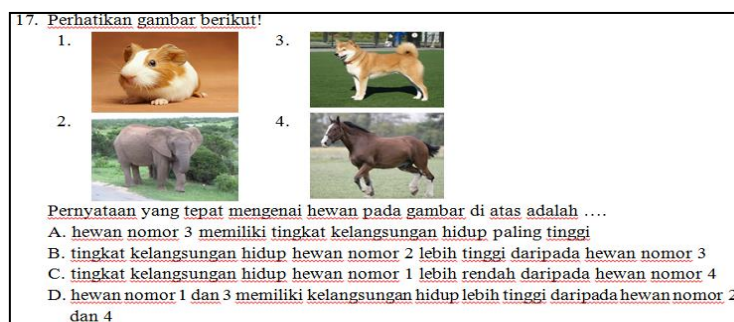 17. Perhatikan gambar berikut!
1.
3.
2.
4.
Pernyataan yang tepat mengenai hewan pada gambar di atas adalah ….
A. hewan nomor 3 memiliki tingkat kelangsungan hidup paling tinggi
B. tingkat kelangsungan hidup hewan nomor 2 lebih tinggi daripada hewan nomor 3
C. tingkat kelangsungan hidup hewan nomor 1 lebih rendah daripada hewan nomor 4
D. hewan nomor 1 dan 3 memiliki kelangsungan hidup lebih tinggi daripada hewan nomor 2
dan 4